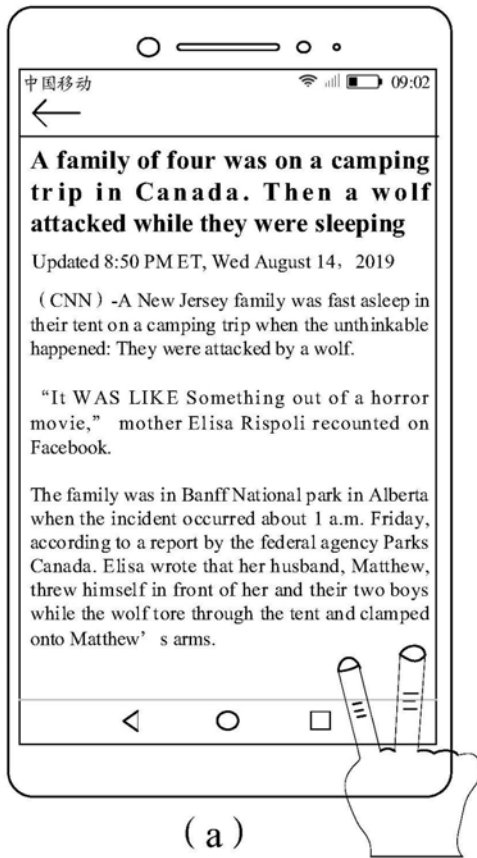 中国移动 09:02
A family of four was on a camping
trip in Canada. Then a wolf
attacked while they were sleeping
Updated 8:50 PM ET, Wed August 14, 2019
（CNN）-A New Jersey family was fast asleep in
their tent on a camping trip when the unthinkable
happened: They were attacked by a wolf.
“It WAS LIKE Something out of a horror
movie,” mother Elisa Rispoli recounted on
Facebook.
The family was in Banff National park in Alberta
when the incident occurred about 1 a.m. Friday,
according to a report by the federal agency Parks
Canada. Elisa wrote that her husband, Matthew,
threw himself in front of her and their two boys
while the wolf tore through the tent and clamped
onto Matthew’s arms.
(a)